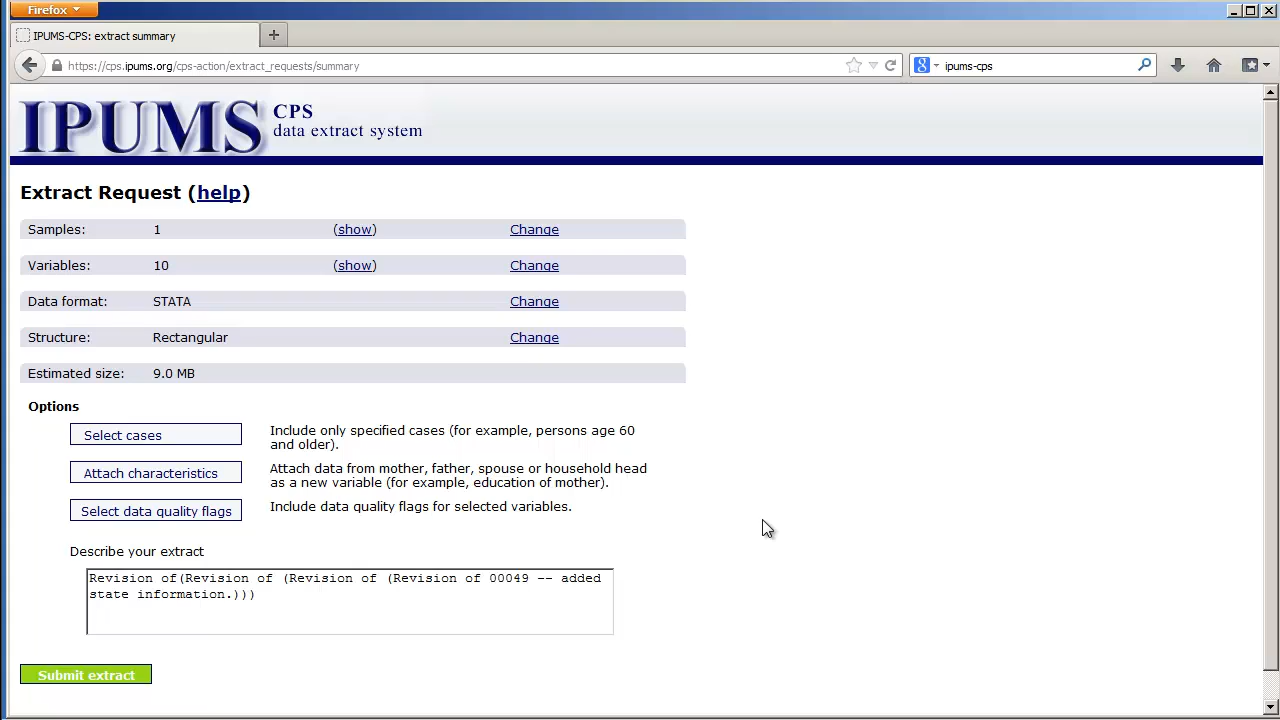 Firefox
IPUMS-CPS: extract summary
https://cps.ipums.org/cps-action/extract_requests/summary
ipums-cps
IPUMS
CPS
data extract system
Extract Request (help)
Samples: 1 (show) Change
Variables: 10 (show) Change
Data format: STATA Change
Structure: Rectangular Change
Estimated size: 9.0 MB
Options
Select cases
Include only specified cases (for example, persons age 60
and older).
Attach characteristics
Attach data from mother, father, spouse or household head
as a new variable (for example, education of mother).
Select data quality flags
Include data quality flags for selected variables.
Describe your extract
Revision of(Revision of (Revision of (Revision of 00049 -- added
state information.)))
Submit extract